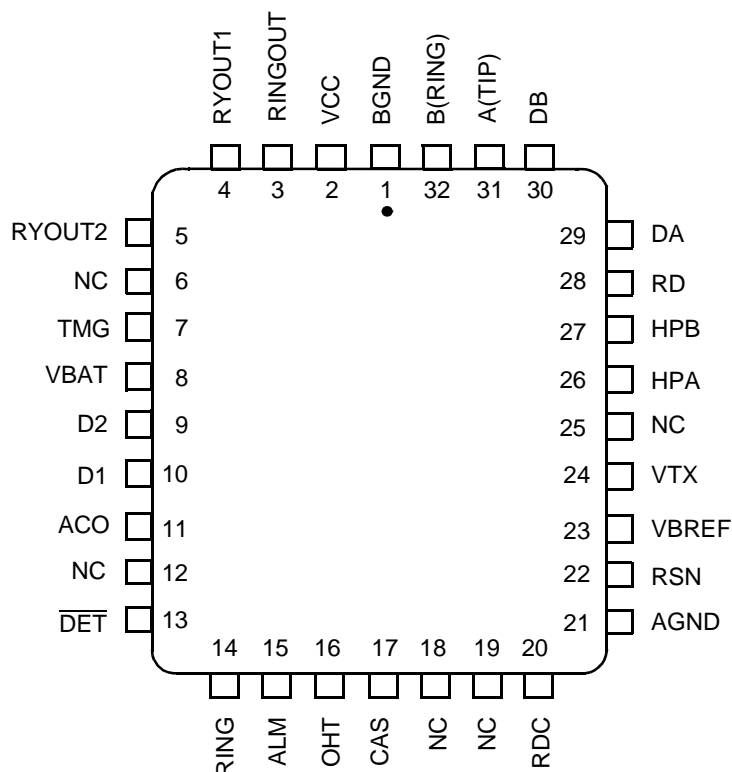 RYOUT1
RINGOUT
VCC
BGND
B(RING)
A(TIP)
DB
4 3 2 1 32 31 30
RYOUT2 5
NC 6
TMG 7
VBAT 8
D2 9
D1 10
ACO 11
NC 12
DET 13
29 DA
28 RD
27 HPB
26 HPA
25 NC
24 VTX
23 VBREF
22 RSN
21 AGND
14 15 16 17 18 19 20
RING
ALM
OHT
CAS
NC
NC
RDC